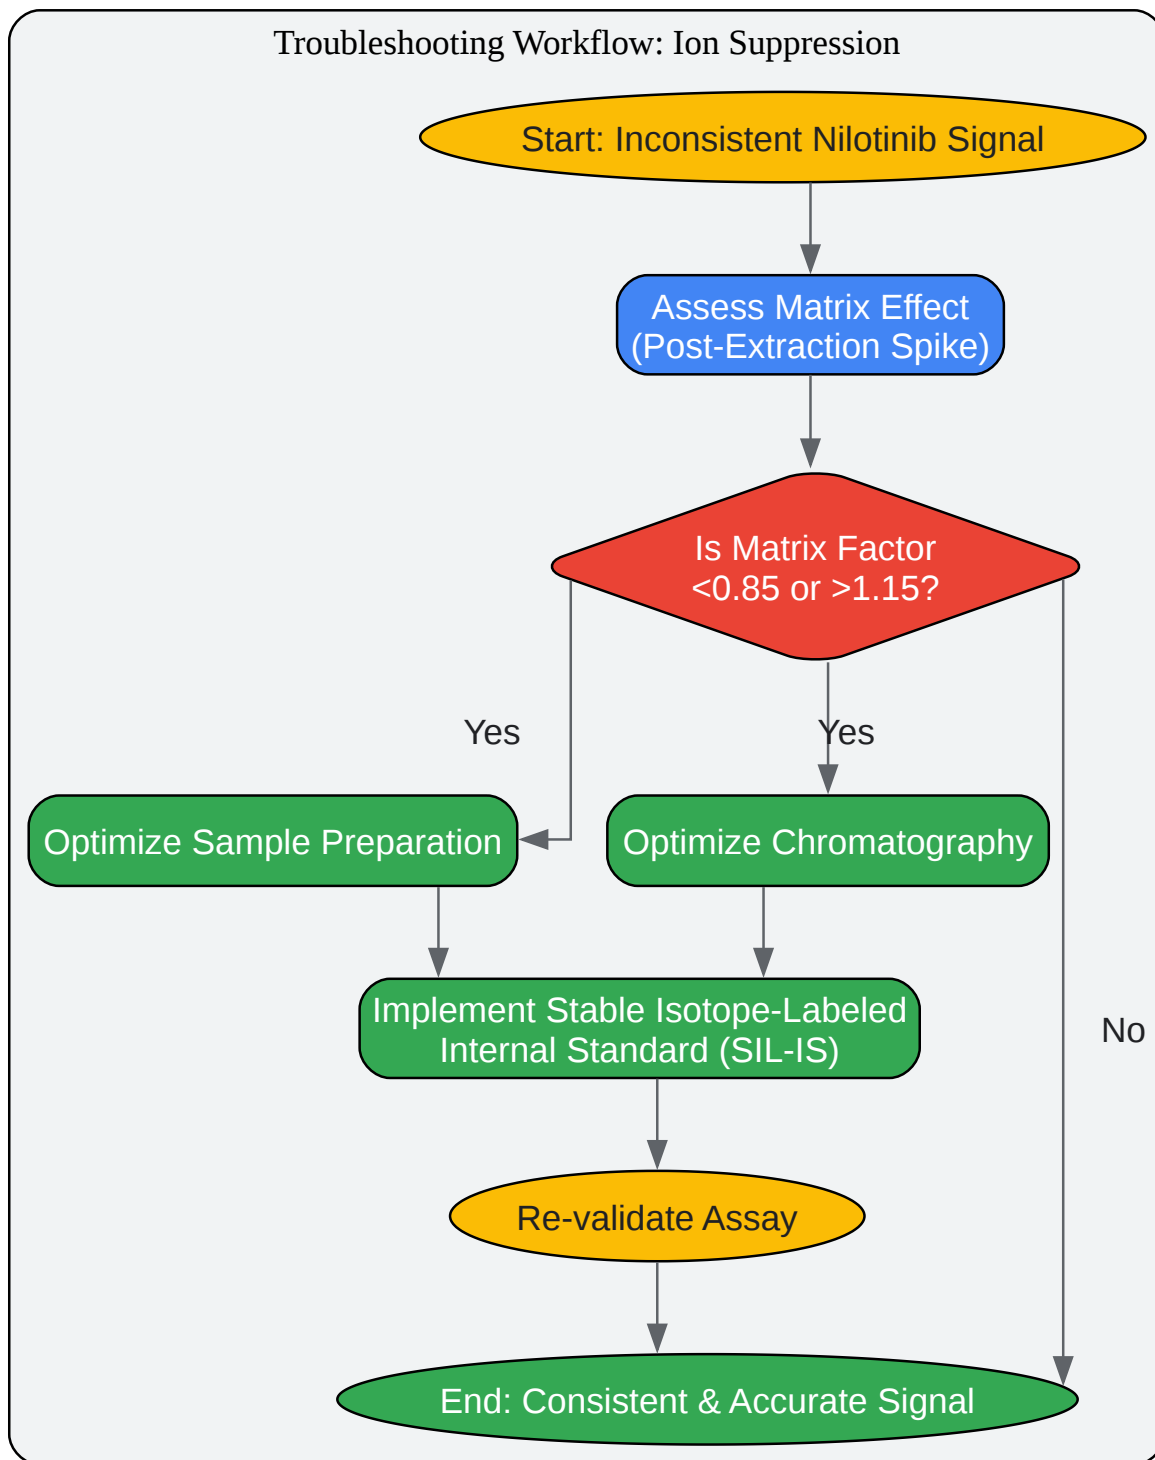 Troubleshooting Workflow: Ion Suppression
Start: Inconsistent Nilotinib Signal
Assess Matrix Effect
(Post-Extraction Spike)
Is Matrix Factor
<0.85 or >1.15?
Yes
Yes
Optimize Sample Preparation
Optimize Chromatography
Implement Stable Isotope-Labeled
Internal Standard (SIL-IS)
No
Re-validate Assay
End: Consistent & Accurate Signal